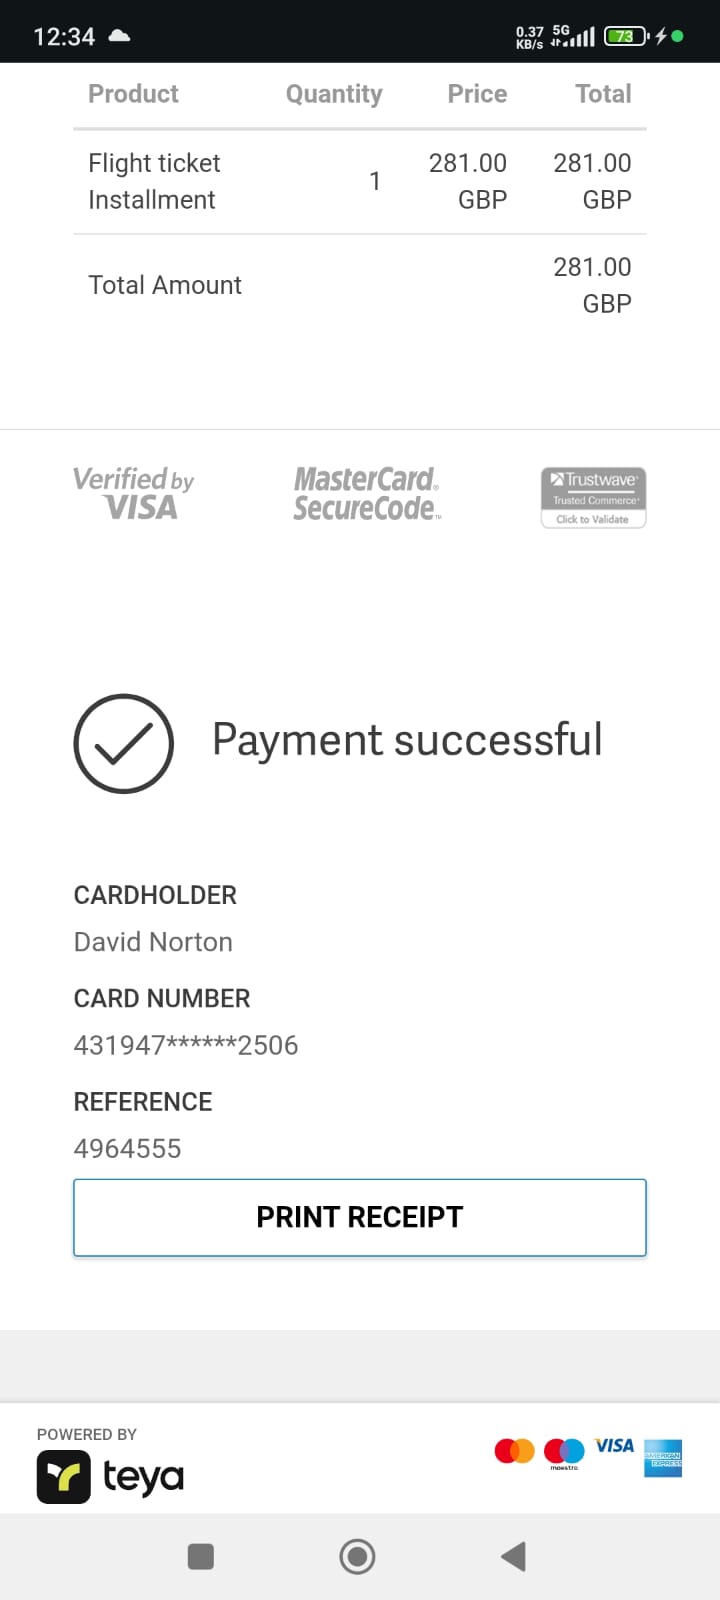 12:34
0.37 KB/s 5G 73
Product Quantity Price Total
Flight ticket Installment 1 281.00 GBP 281.00 GBP
Total Amount 281.00 GBP
Verified by VISA
MasterCard. SecureCode.™
Trustwave® Trusted Commerce™ Click to Validate
Payment successful
CARDHOLDER
David Norton
CARD NUMBER
431947******2506
REFERENCE
4964555
PRINT RECEIPT
POWERED BY
teya
maestro VISA AMERICAN EXPRESS